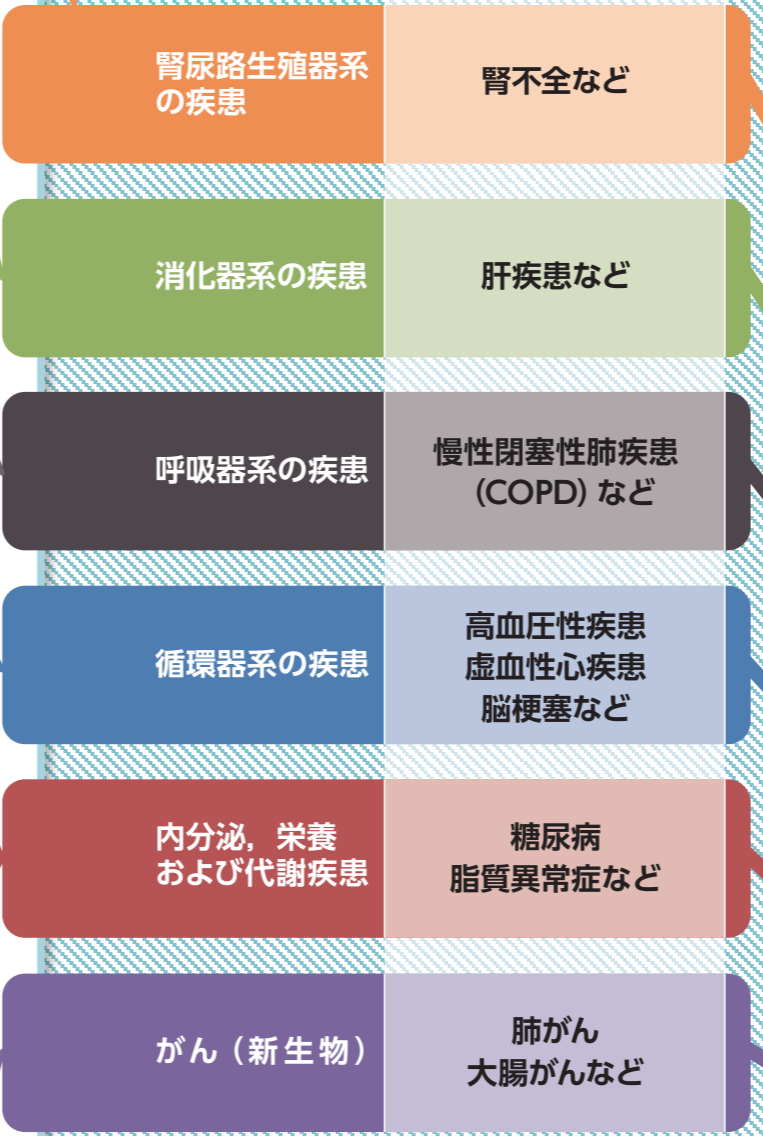 腎尿路生殖器系
の疾患
腎不全など
消化器系の疾患
肝疾患など
呼吸器系の疾患
慢性閉塞性肺疾患
（COPD）など
循環器系の疾患
高血圧性疾患
虚血性心疾患
脳梗塞など
内分泌，栄養
および代謝疾患
糖尿病
脂質異常症など
がん（新生物）
肺がん
大腸がんなど